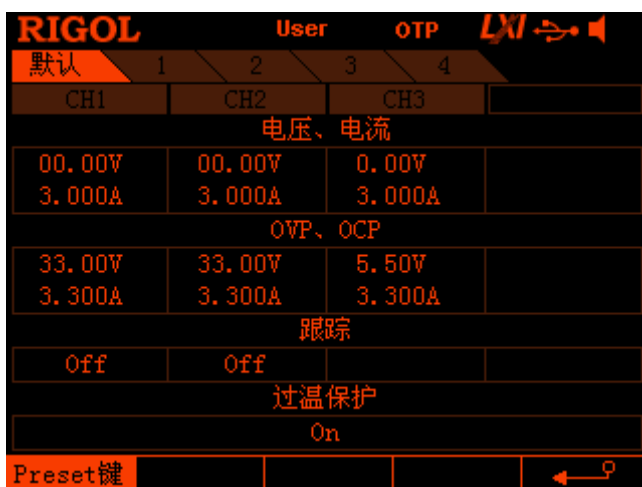 RIGOL User OTP LXI
默认 1 2 3 4
CH1 CH2 CH3
电压、电流
00.00V 00.00V 0.00V
3.000A 3.000A 3.000A
OVP、OCP
33.00V 33.00V 5.50V
3.300A 3.300A 3.300A
跟踪
Off Off
过温保护
On
Preset键